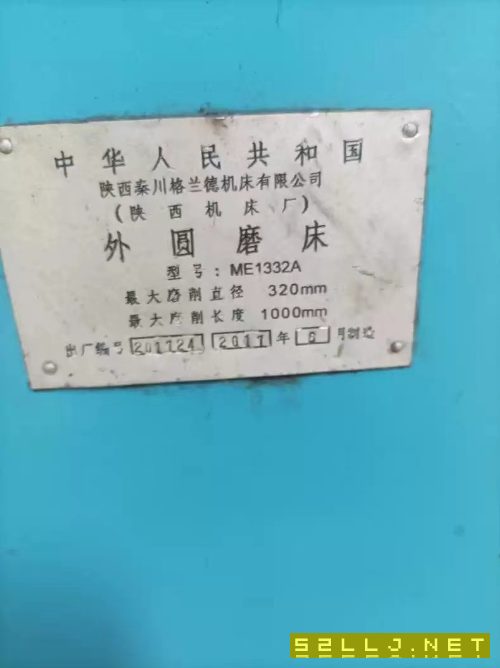 中华人民共和国
陕西秦川格兰德机床有限公司
(陕西机床厂)
外圆磨床
型号:ME1332A
最大磨削直径 320mm
最大磨削长度 1000mm
出厂编号 201724 2017 年 6 月制造
52LLJ.NET